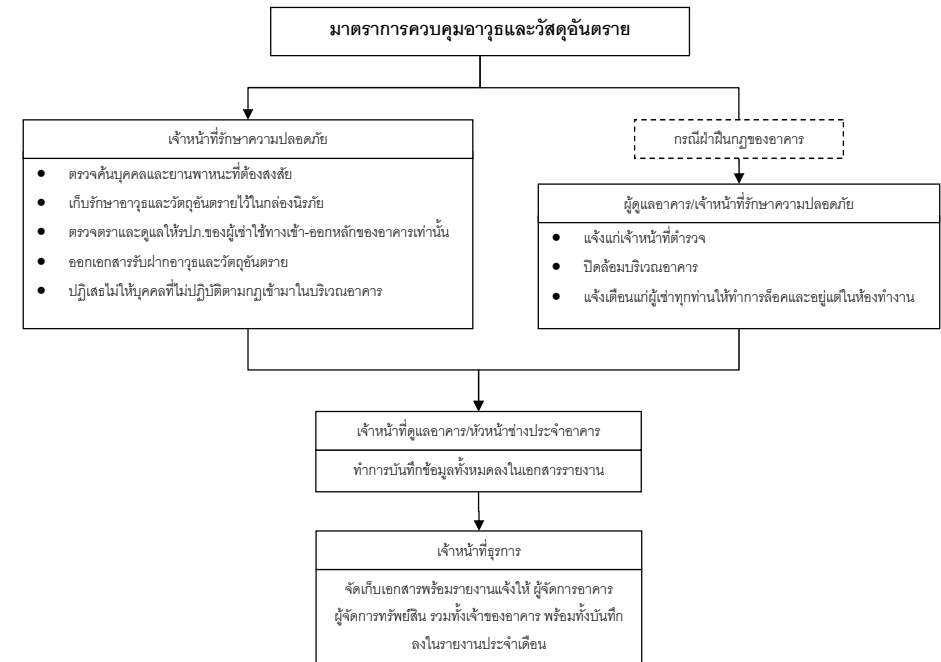 มาตราการควบคุมอาวุธและวัสดุอันตราย
เจ้าหน้าที่รักษาความปลอดภัย
● ตรวจค้นบุคคลและยานพาหนะที่ต้องสงสัย
● เก็บรักษาอาวุธและวัตถุอันตรายไว้ในกล่องนิรภัย
● ตรวจตราและดูแลให้รปภ.ของผู้เช่าใช้ทางเข้า-ออกหลักของอาคารเท่านั้น
● ออกเอกสารรับฝากอาวุธและวัตถุอันตราย
● ปฏิเสธไม่ให้บุคคลที่ไม่ปฏิบัติตามกฎเข้ามาในบริเวณอาคาร
กรณีฝ่าฝืนกฎของอาคาร
ผู้ดูแลอาคาร/เจ้าหน้าที่รักษาความปลอดภัย
● แจ้งแก่เจ้าหน้าที่ตำรวจ
● ปิดล้อมบริเวณอาคาร
● แจ้งเตือนแก่ผู้เช่าทุกท่านให้ทำการล็อคและอยู่แต่ในห้องทำงาน
เจ้าหน้าที่ดูแลอาคาร/หัวหน้าช่างประจำอาคาร
ทำการบันทึกข้อมูลทั้งหมดลงในเอกสารรายงาน
เจ้าหน้าที่ธุรการ
จัดเก็บเอกสารพร้อมรายงานแจ้งให้ ผู้จัดการอาคาร
ผู้จัดการทรัพย์สิน รวมทั้งเจ้าของอาคาร พร้อมทั้งบันทึก
ลงในรายงานประจำเดือน